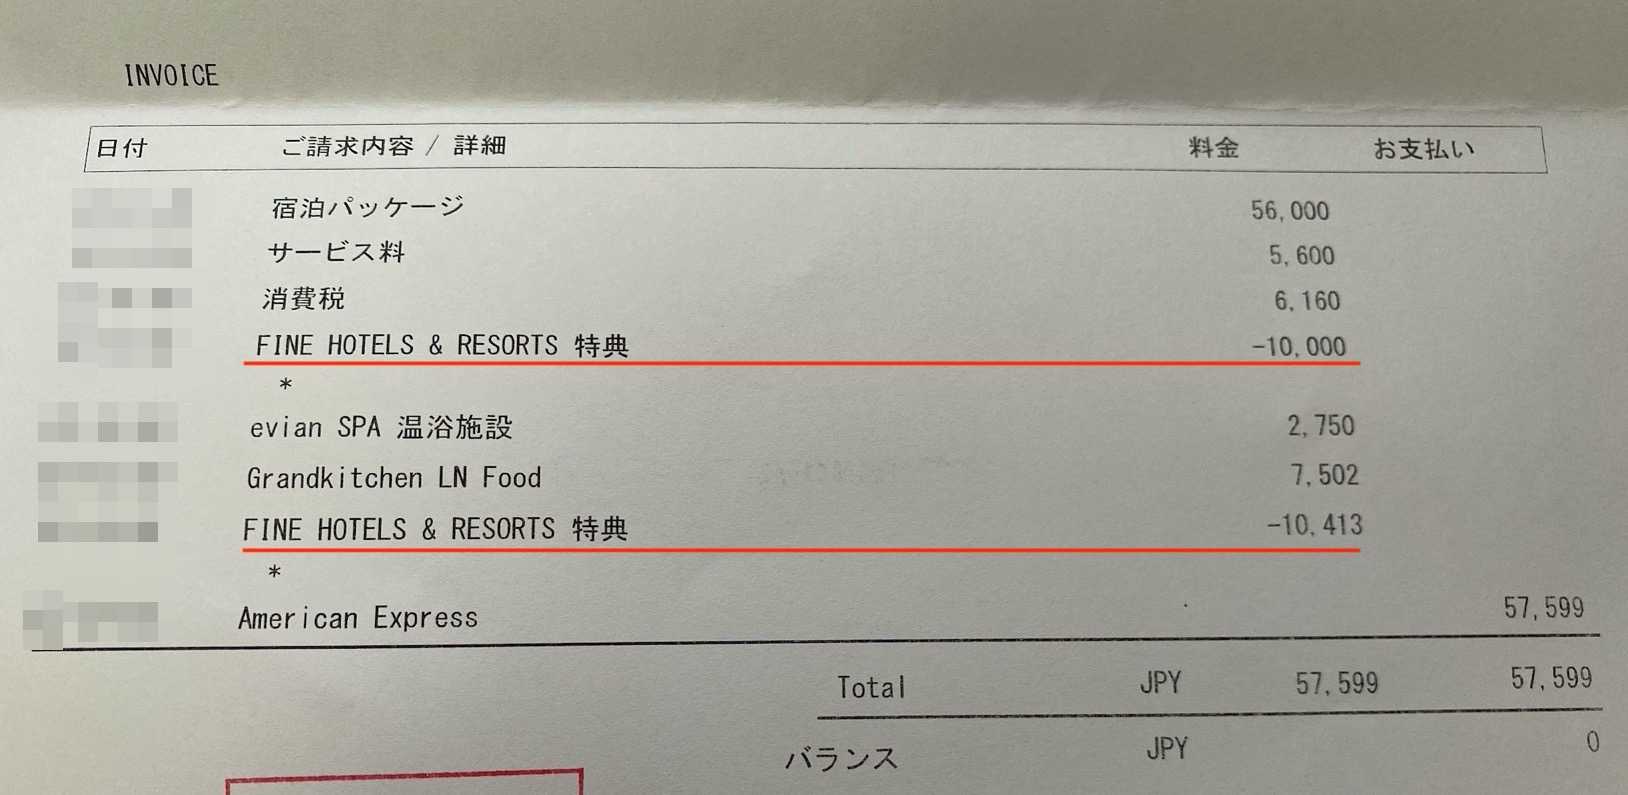 INVOICE
日付 ご請求内容 / 詳細 料金 お支払い
宿泊パッケージ 56,000
サービス料 5,600
消費税 6,160
FINE HOTELS & RESORTS 特典 -10,000
*
evian SPA 温浴施設 2,750
Grandkitchen LN Food 7,502
FINE HOTELS & RESORTS 特典 -10,413
*
American Express 57,599
Total JPY 57,599 57,599
バランス JPY 0